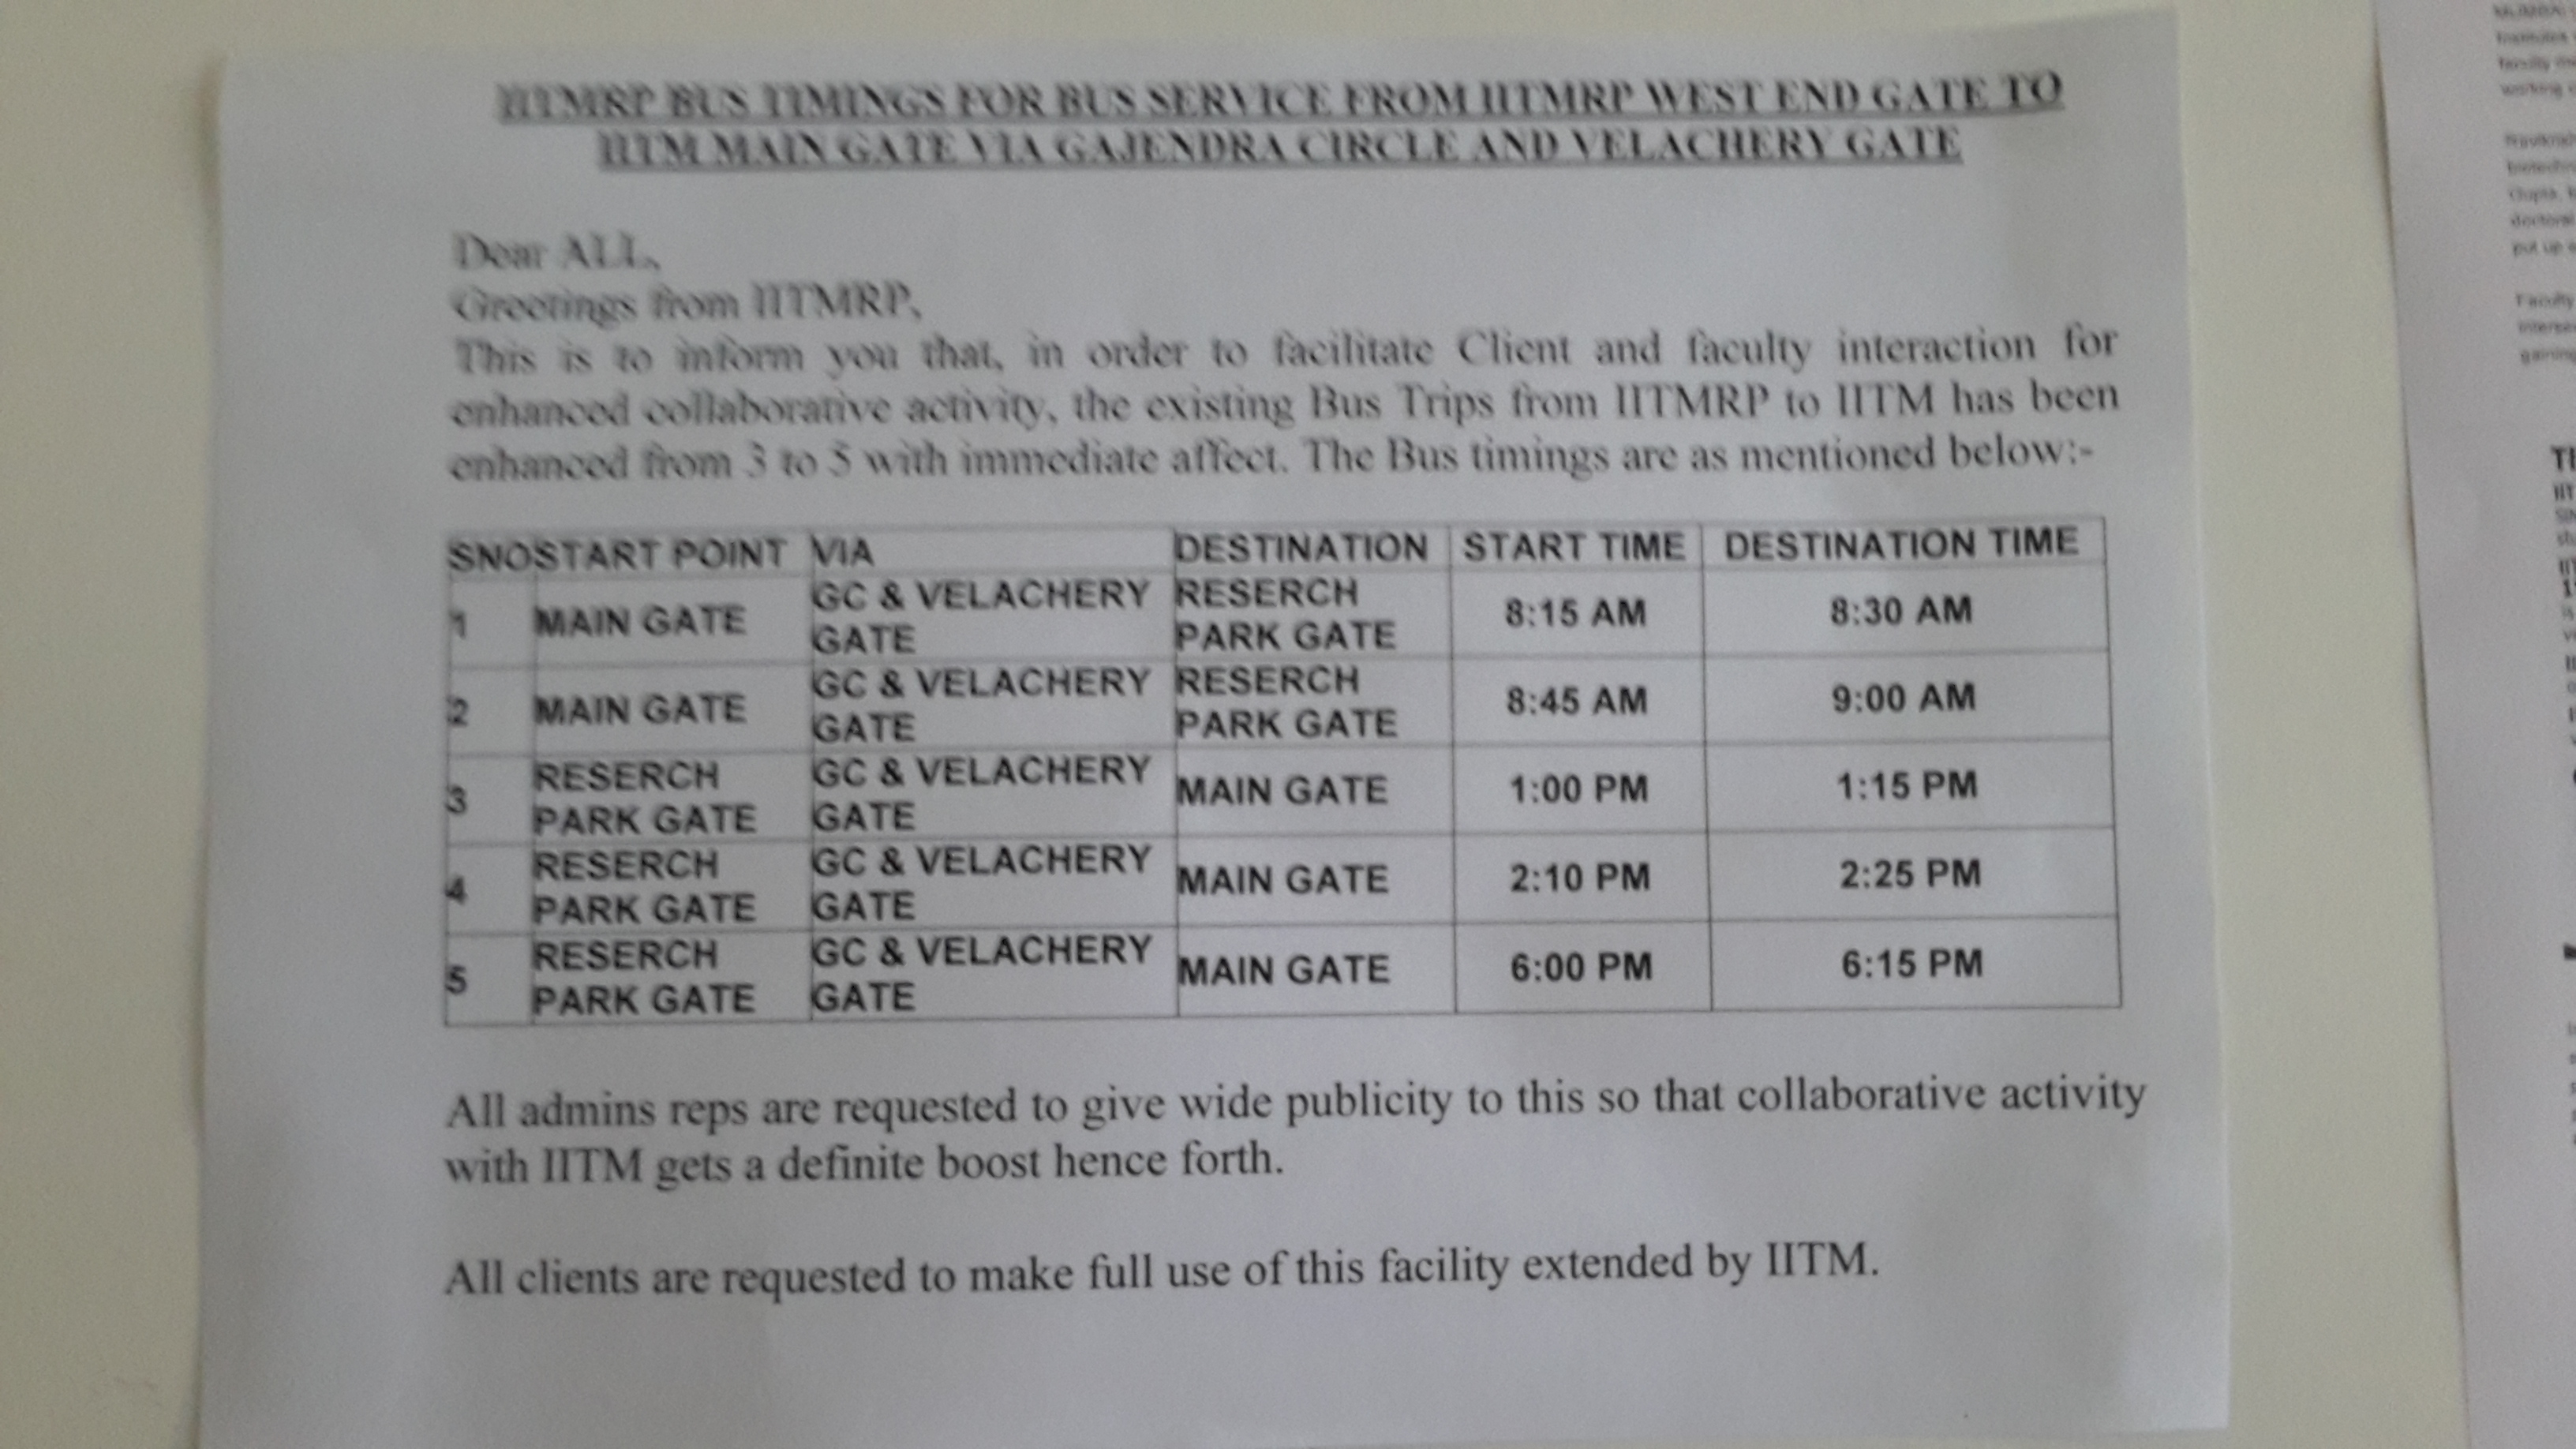 IITMRP BUS TIMINGS FOR BUS SERVICE FROM IITMRP WEST END GATE TO
IITM MAIN GATE VIA GAJENDRA CIRCLE AND VELACHERY GATE
Dear ALL,
Greetings from IITMRP,
This is to inform you that, in order to facilitate Client and faculty interaction for
enhanced collaborative activity, the existing Bus Trips from IITMRP to IITM has been
enhanced from 3 to 5 with immediate affect. The Bus timings are as mentioned below:-
SNO START POINT VIA DESTINATION START TIME DESTINATION TIME
1 MAIN GATE GC & VELACHERY GATE RESERCH PARK GATE 8:15 AM 8:30 AM
2 MAIN GATE GC & VELACHERY GATE RESERCH PARK GATE 8:45 AM 9:00 AM
3 RESERCH PARK GATE GC & VELACHERY GATE MAIN GATE 1:00 PM 1:15 PM
4 RESERCH PARK GATE GC & VELACHERY GATE MAIN GATE 2:10 PM 2:25 PM
5 RESERCH PARK GATE GC & VELACHERY GATE MAIN GATE 6:00 PM 6:15 PM
All admins reps are requested to give wide publicity to this so that collaborative activity
with IITM gets a definite boost hence forth.
All clients are requested to make full use of this facility extended by IITM.